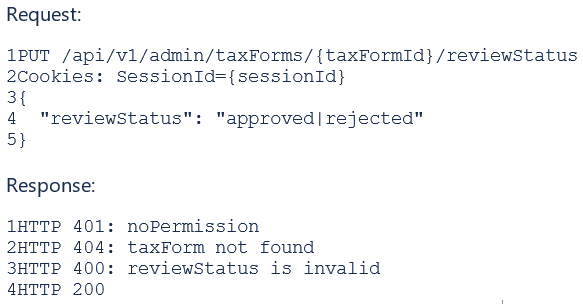 Request:
1PUT /api/v1/admin/taxForms/{taxFormId}/reviewStatus
2Cookies: SessionId={sessionId}
3{
4  "reviewStatus": "approved|rejected"
5}
Response:
1HTTP 401: noPermission
2HTTP 404: taxForm not found
3HTTP 400: reviewStatus is invalid
4HTTP 200